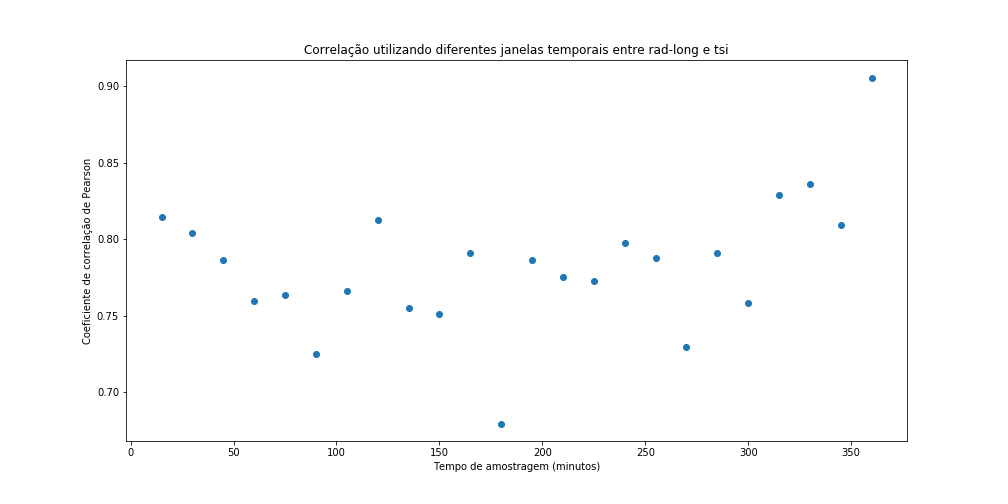 Correlação utilizando diferentes janelas temporais entre rad-long e tsi
Coeficiente de correlação de Pearson
0.90
0.85
0.80
0.75
0.70
0 50 100 150 200 250 300 350
Tempo de amostragem (minutos)